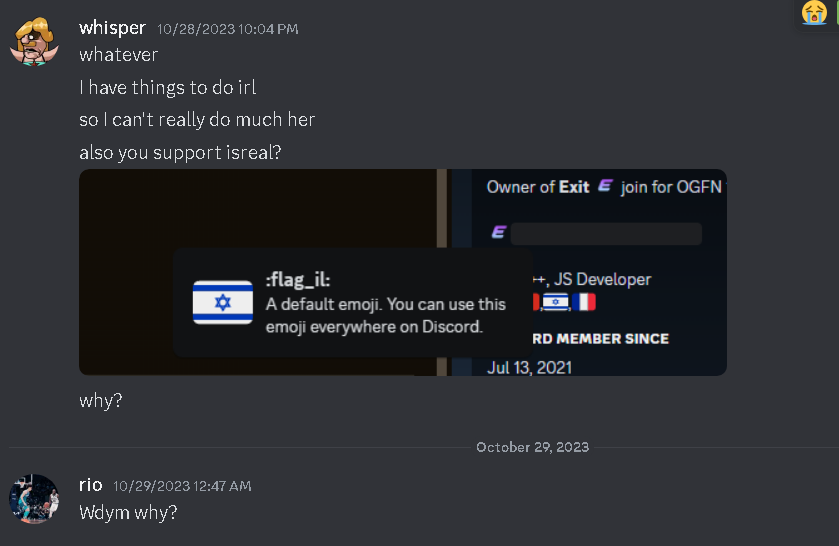 whisper 10/28/2023 10:04 PM
whatever
I have things to do irl
so I can't really do much her
also you support isreal?
Owner of Exit join for OGFN
:flag_il:
A default emoji. You can use this
emoji everywhere on Discord.
++, JS Developer
RD MEMBER SINCE
Jul 13, 2021
why?
October 29, 2023
rio 10/29/2023 12:47 AM
Wdym why?